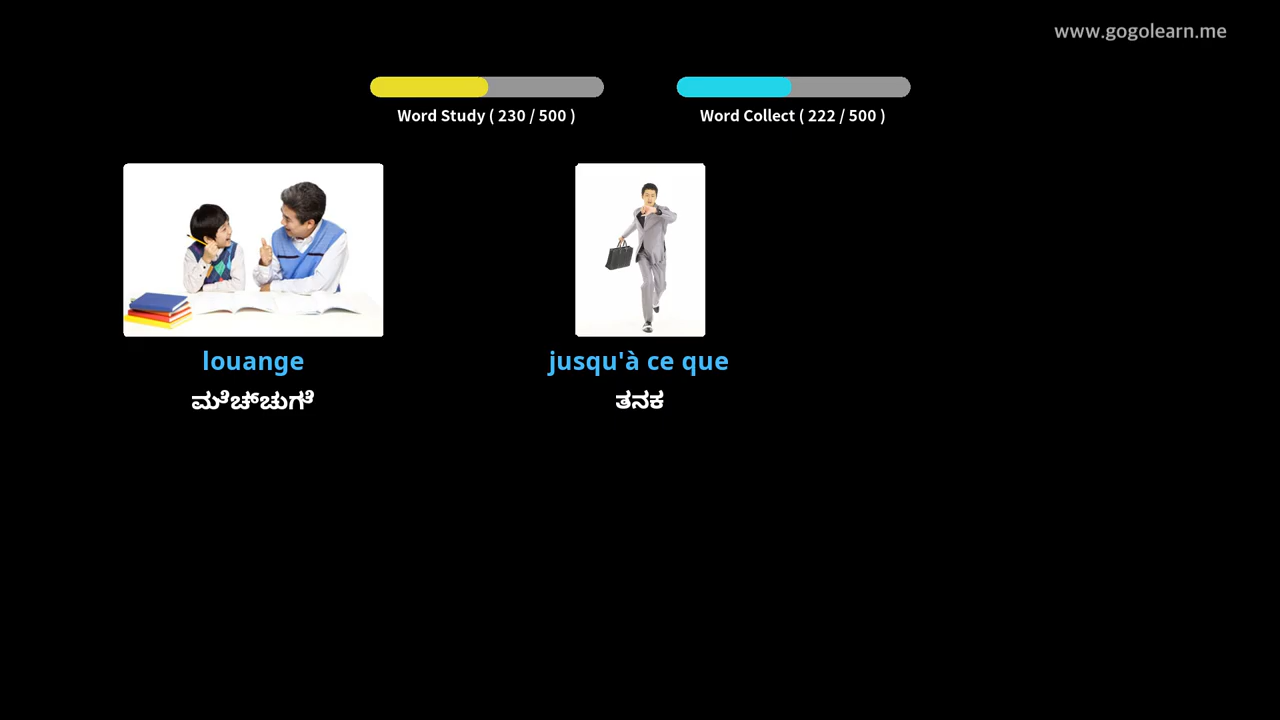 www.gogolearn.me
Word Study ( 230 / 500 )
Word Collect ( 222 / 500 )
louange
jusqu'à ce que
ಮೆಚ್ಚುಗೆ
ತನಕ